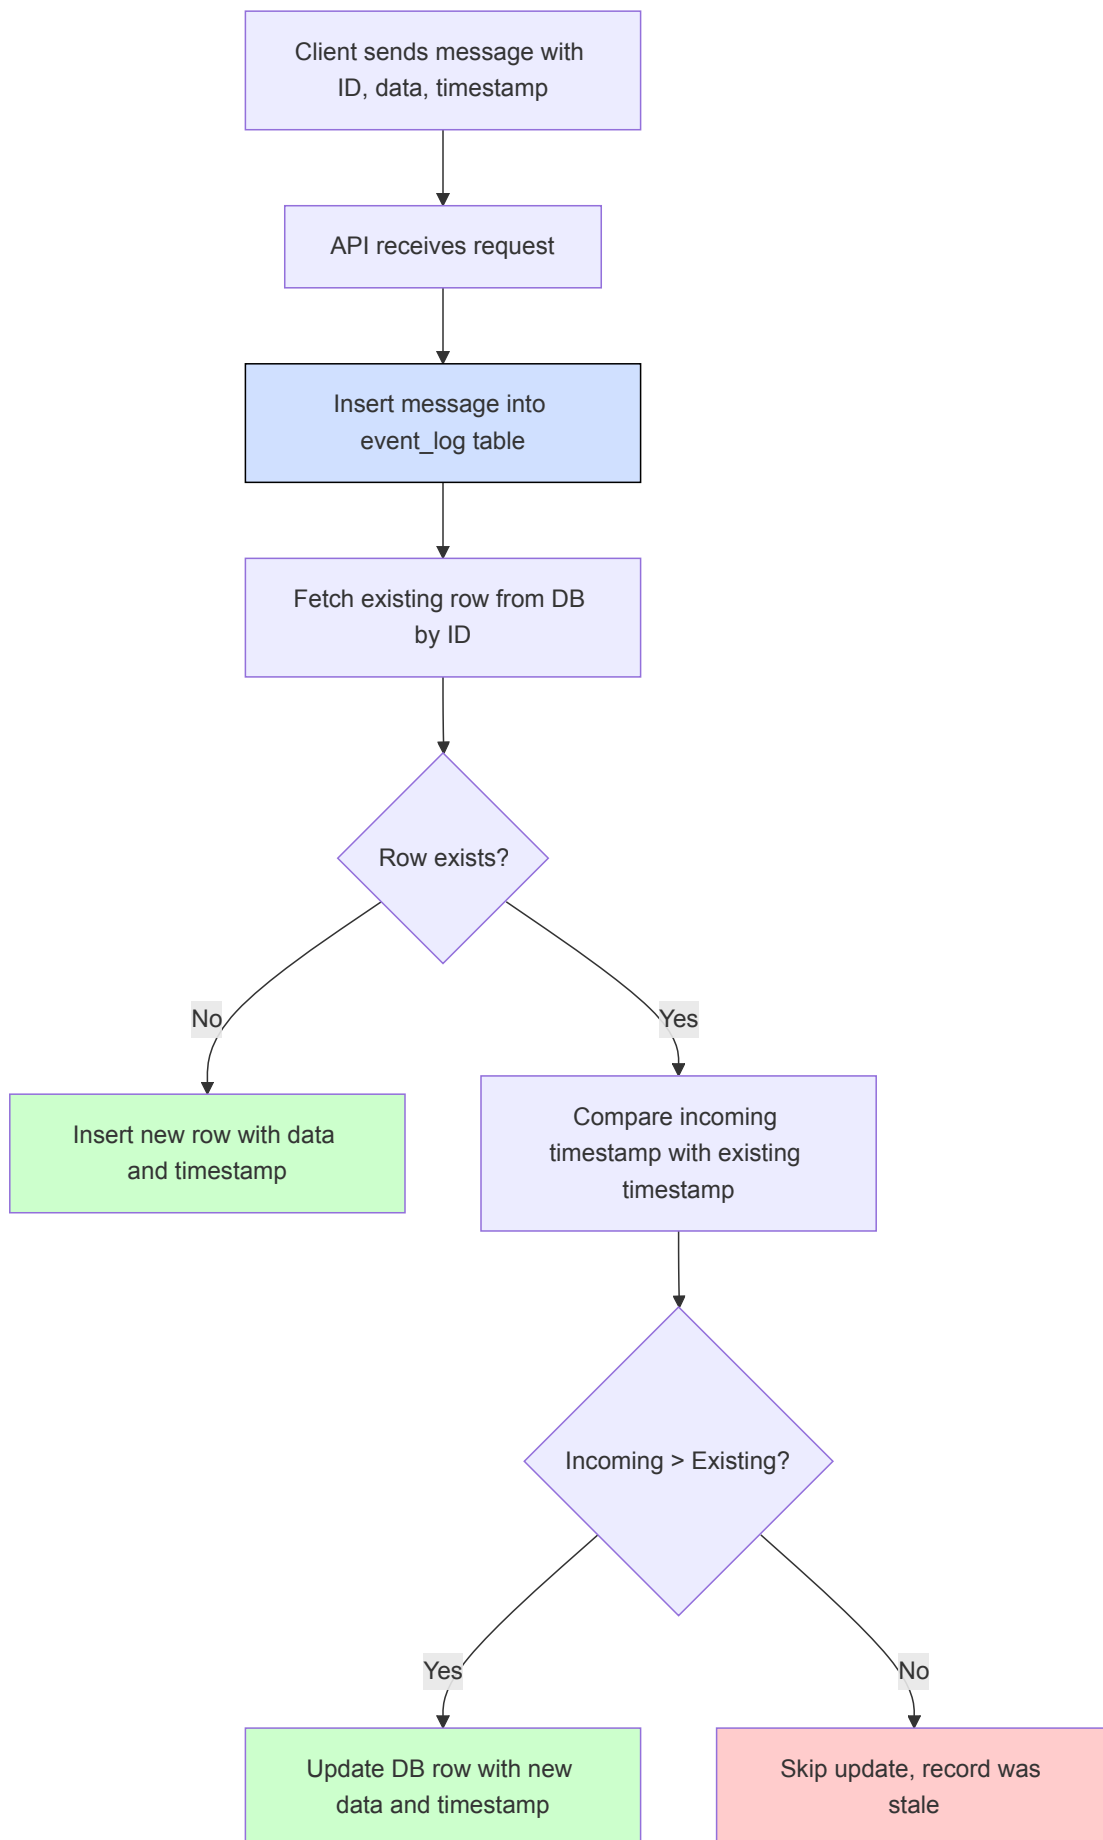 Client sends message with
ID, data, timestamp
API receives request
Insert message into
event_log table
Fetch existing row from DB
by ID
Row exists?
No
Yes
Insert new row with data
and timestamp
Compare incoming
timestamp with existing
timestamp
Incoming > Existing?
Yes
No
Update DB row with new
data and timestamp
Skip update, record was
stale